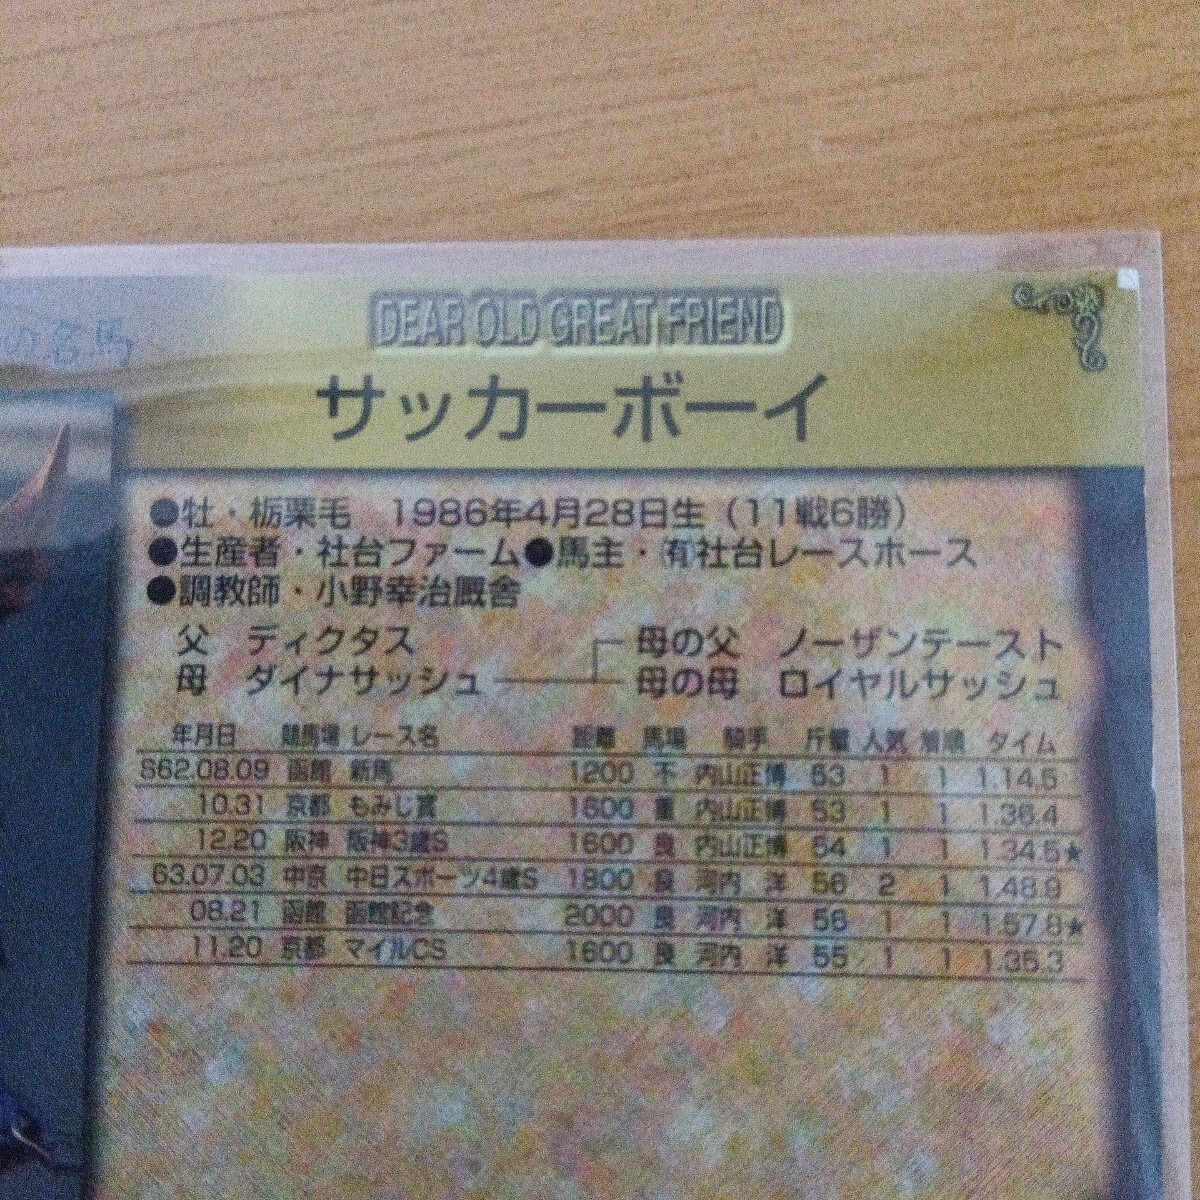 の名馬
DEAR OLD GREAT FRIEND
サッカーボーイ
●牡・栃栗毛 1986年4月28日生（11戦6勝）
●生産者・社台ファーム●馬主・㈲社台レースホース
●調教師・小野幸治厩舎
父 ディクタス 母の父 ノーザンテースト
母 ダイナサッシュ 母の母 ロイヤルサッシュ
年月日 競馬場 レース名 距離 馬場 騎手 斤量 人気 着順 タイム
S62.08.09 函館 新馬 1200 不 内山正博 53 1 1 1.14.5
10.31 京都 もみじ賞 1600 重 内山正博 53 1 1 1.36.4
12.20 阪神 阪神3歳S 1600 良 内山正博 54 1 1 1.34.5★
63.07.03 中京 中日スポーツ4歳S 1800 良 河内 洋 56 2 1 1.48.9
08.21 函館 函館記念 2000 良 河内 洋 56 1 1 1.57.8★
11.20 京都 マイルCS 1600 良 河内 洋 55 1 1 1.35.3